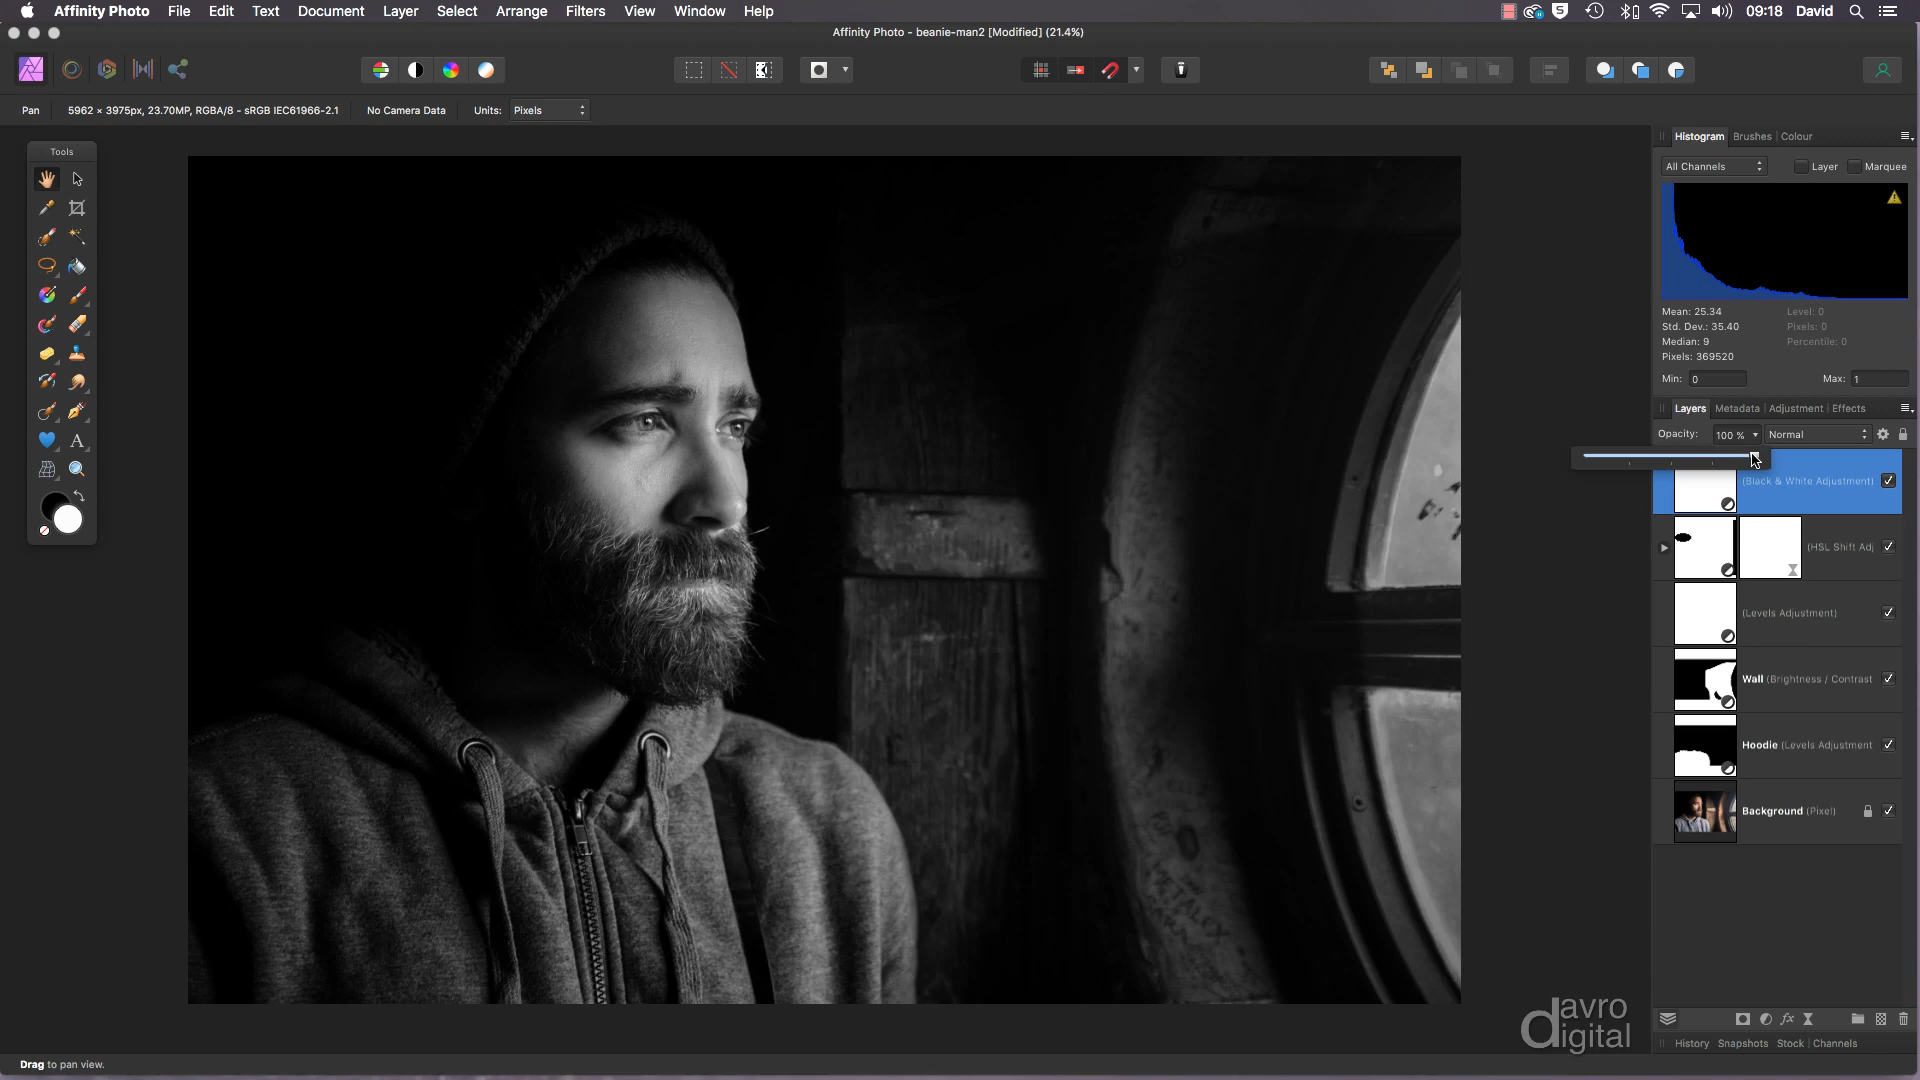 Affinity Photo File Edit Text Document Layer Select Arrange Filters View Window Help 09:18 David
Affinity Photo - beanie-man2 [Modified] (21.4%)
Pan 5962 × 3975px, 23.70MP, RGBA/8 - sRGB IEC61966-2.1 No Camera Data Units: Pixels
Tools
Histogram Brushes Colour
All Channels Layer Marquee
Mean: 25.34 Level: 0
Std. Dev.: 35.40 Pixels: 0
Median: 9 Percentile: 0
Pixels: 369520
Min: 0 Max: 1
Layers Metadata Adjustment Effects
Opacity: 100 % Normal
(Black & White Adjustment)
(HSL Shift Adj
(Levels Adjustment)
Wall (Brightness / Contrast
Hoodie (Levels Adjustment
Background (Pixel)
fx
davro
digital
History Snapshots Stock Channels
Drag to pan view.